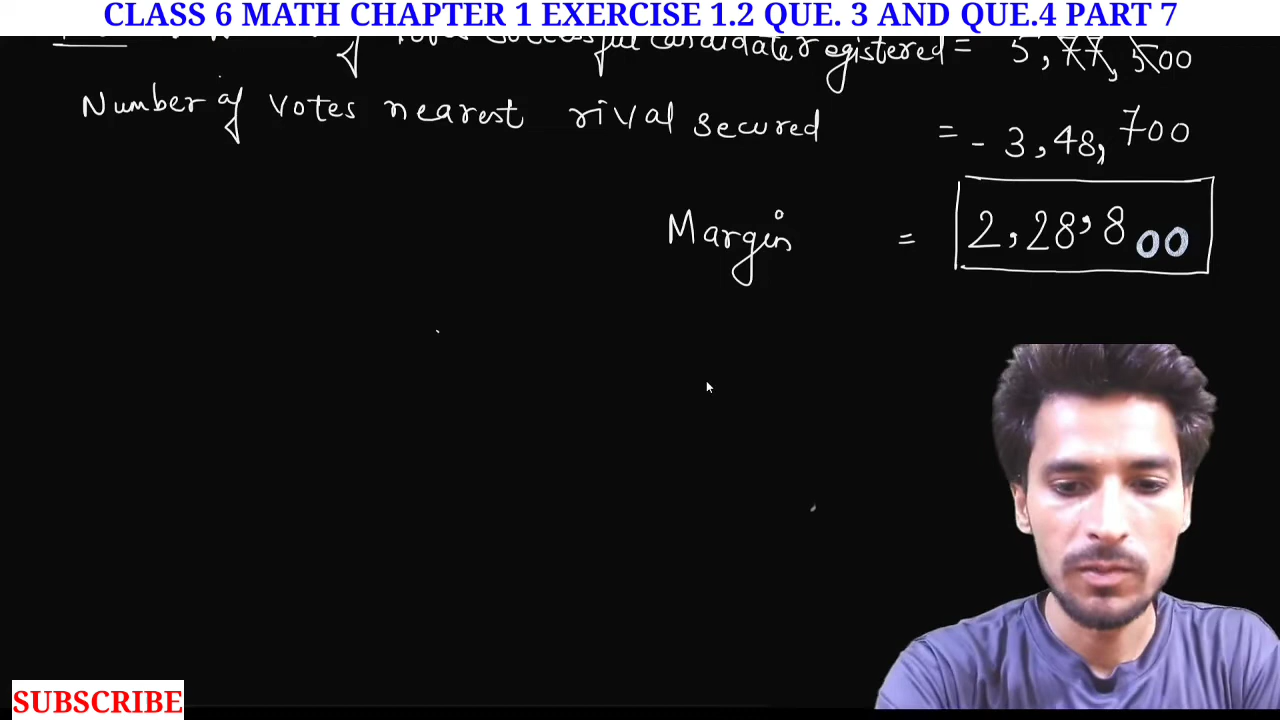 CLASS 6 MATH CHAPTER 1 EXERCISE 1.2 QUE. 3 AND QUE.4 PART 7
successful candidate registered = 5,77,500
Number of votes nearest rival secured = - 3,48,700
Margin = 2,28,800
SUBSCRIBE